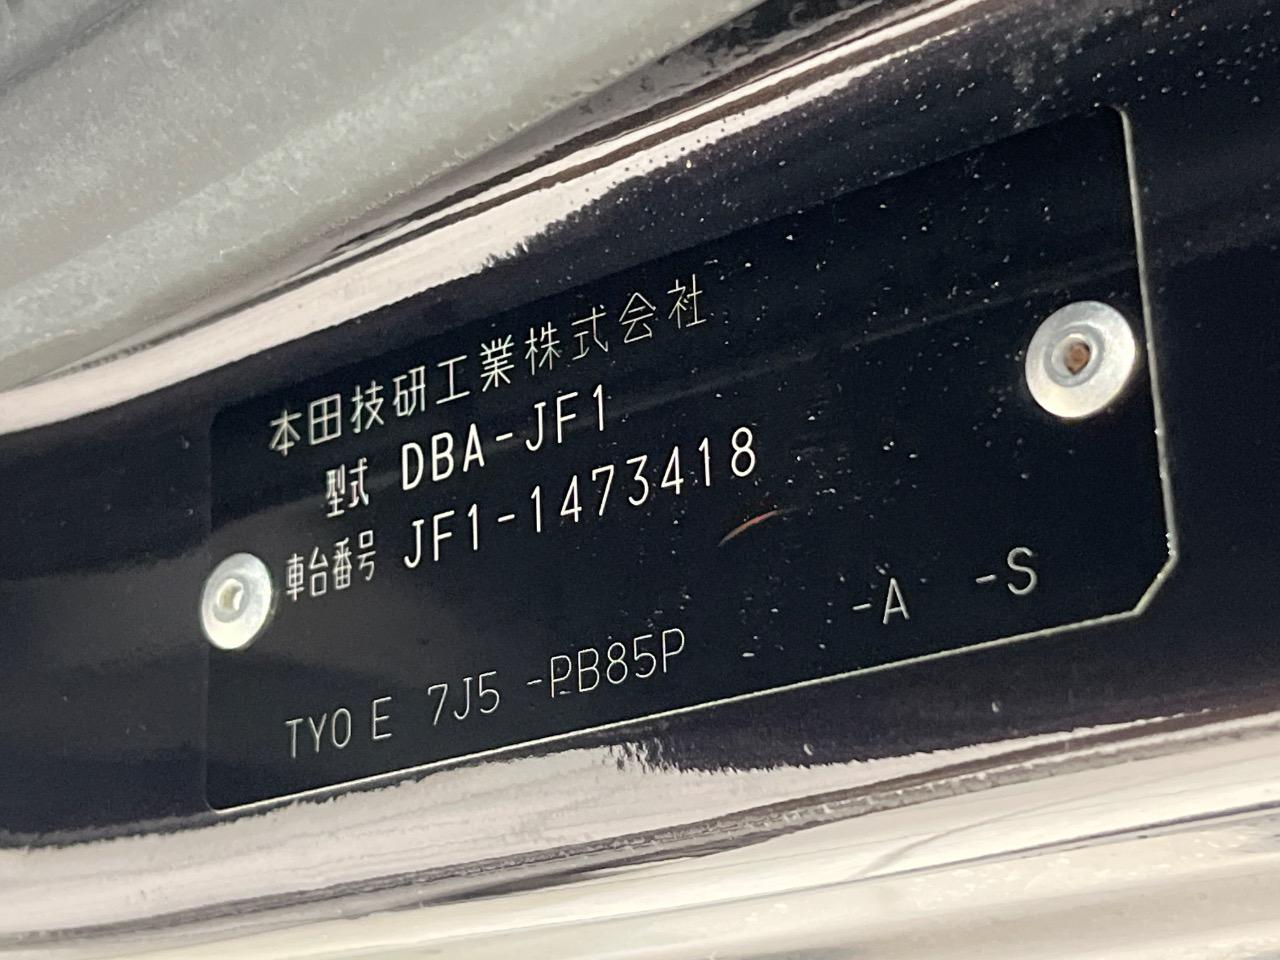 本田技研工業株式会社
型式 DBA-JF1
車台番号 JF1-1473418
TYO E 7J5 -PB85P -A -S